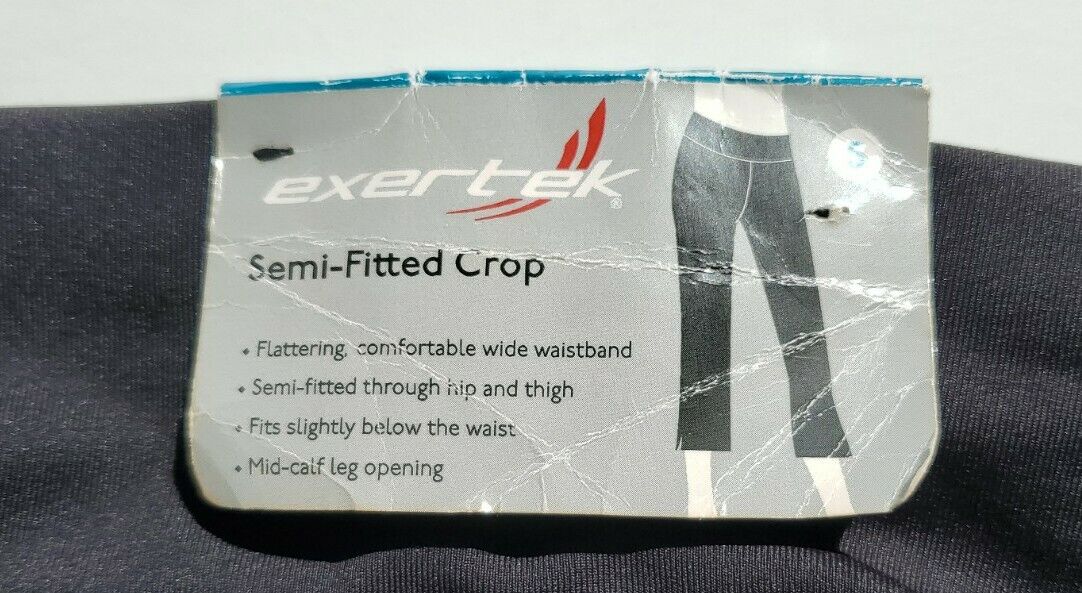 exertek®
S
Semi-Fitted Crop
• Flattering, comfortable wide waistband
• Semi-fitted through hip and thigh
• Fits slightly below the waist
• Mid-calf leg opening